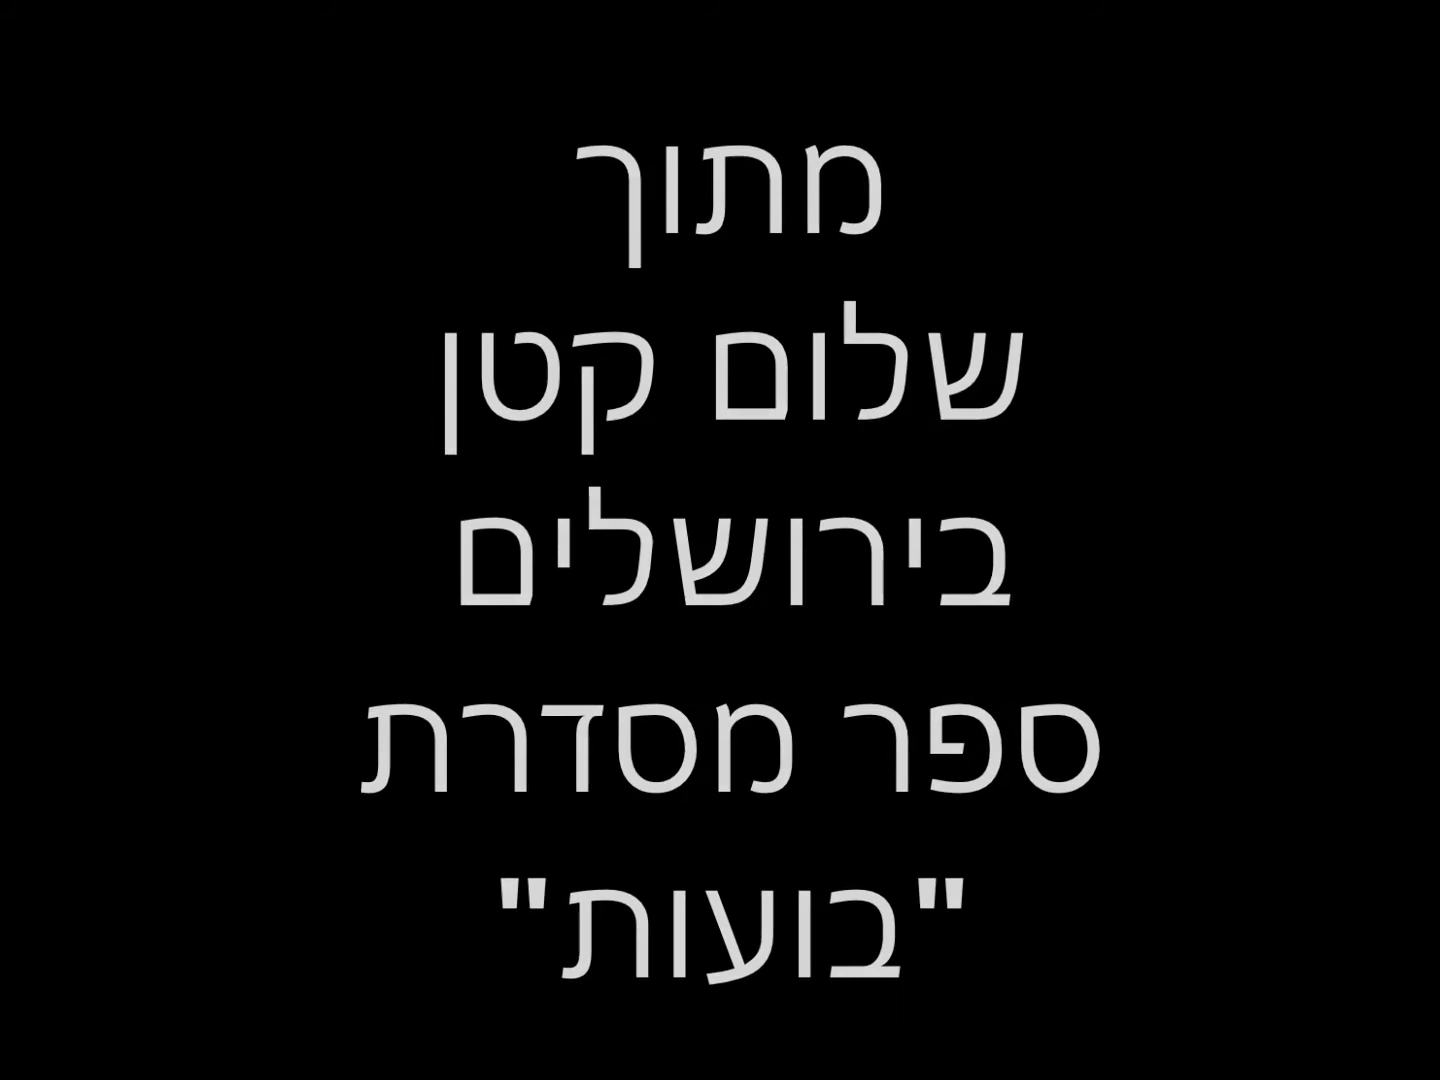 מתוך
שלום קטן
בירושלים
ספר מסדרת
"בועות"